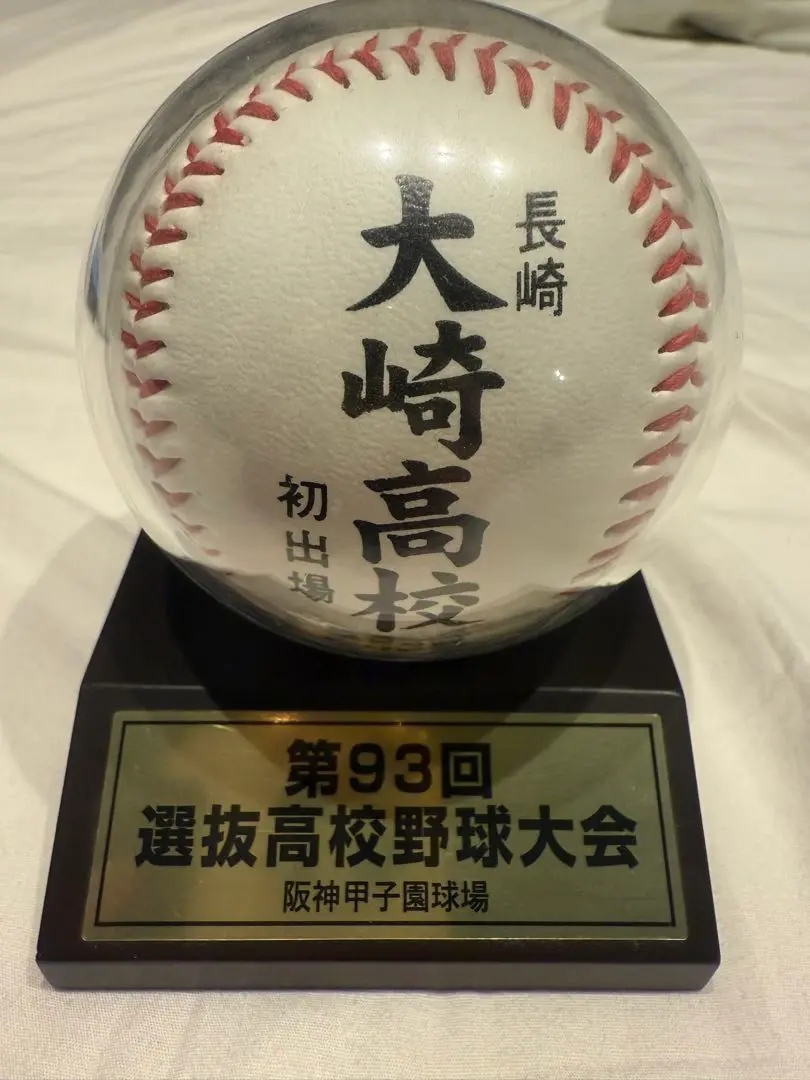 長崎
大崎高校
初出場
第93回
選抜高校野球大会
阪神甲子園球場